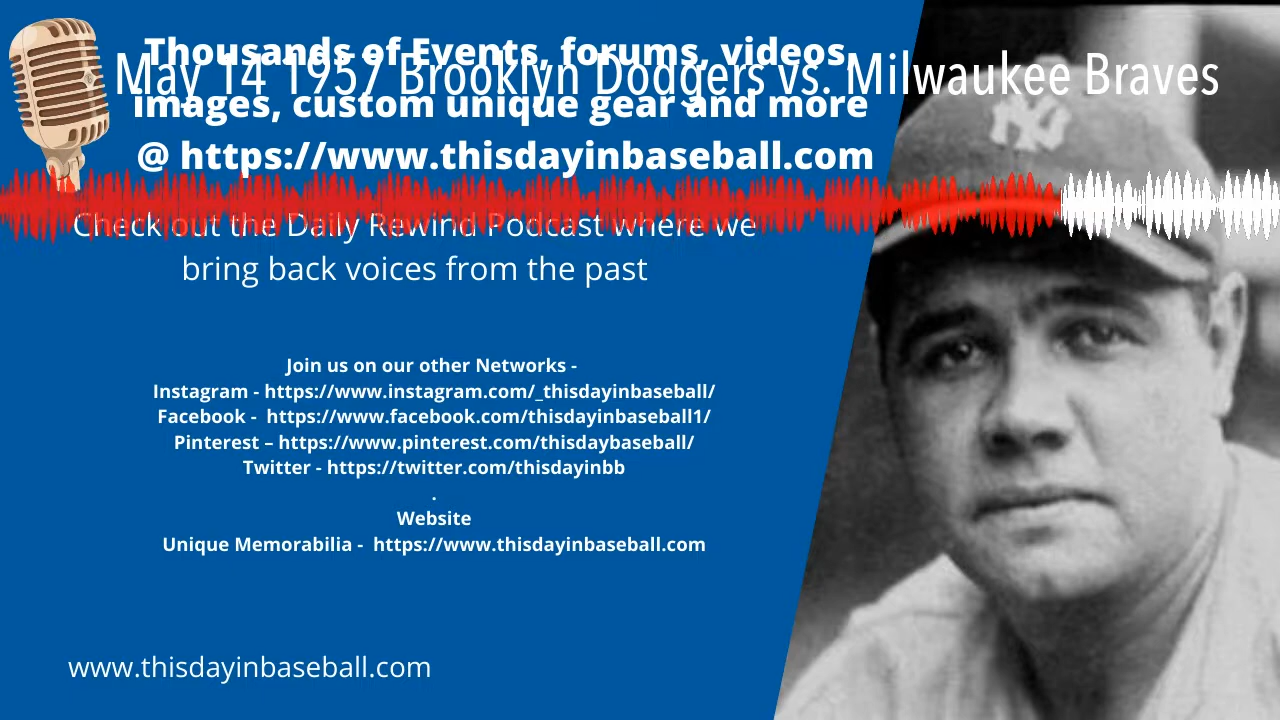 Thousands of Events, forums, videos,
May 14 1957 Brooklyn Dodgers vs. Milwaukee Braves
images, custom unique gear and more
@ https://www.thisdayinbaseball.com
Check out the Daily Rewind Podcast where we
bring back voices from the past
Join us on our other Networks -
Instagram - https://www.instagram.com/_thisdayinbaseball/
Facebook - https://www.facebook.com/thisdayinbaseball1/
Pinterest – https://www.pinterest.com/thisdaybaseball/
Twitter - https://twitter.com/thisdayinbb
.
Website
Unique Memorabilia - https://www.thisdayinbaseball.com
www.thisdayinbaseball.com
NY